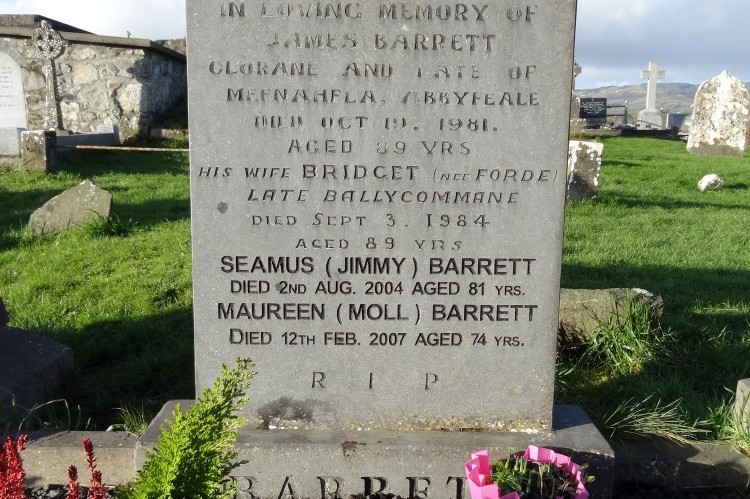 IN LOVING MEMORY OF
JAMES BARRETT
CLORANE AND LATE OF
MEENAHELA, ABBYFEALE
DIED OCT 19, 1981.
AGED 89 YRS
HIS WIFE BRIDGET (NEE FORDE)
LATE BALLYCOMMANE
DIED SEPT 3, 1984
AGED 89 YRS
SEAMUS (JIMMY) BARRETT
DIED 2ND AUG. 2004 AGED 81 YRS.
MAUREEN (MOLL) BARRETT
DIED 12TH FEB. 2007 AGED 74 YRS.
R I P
BARRET